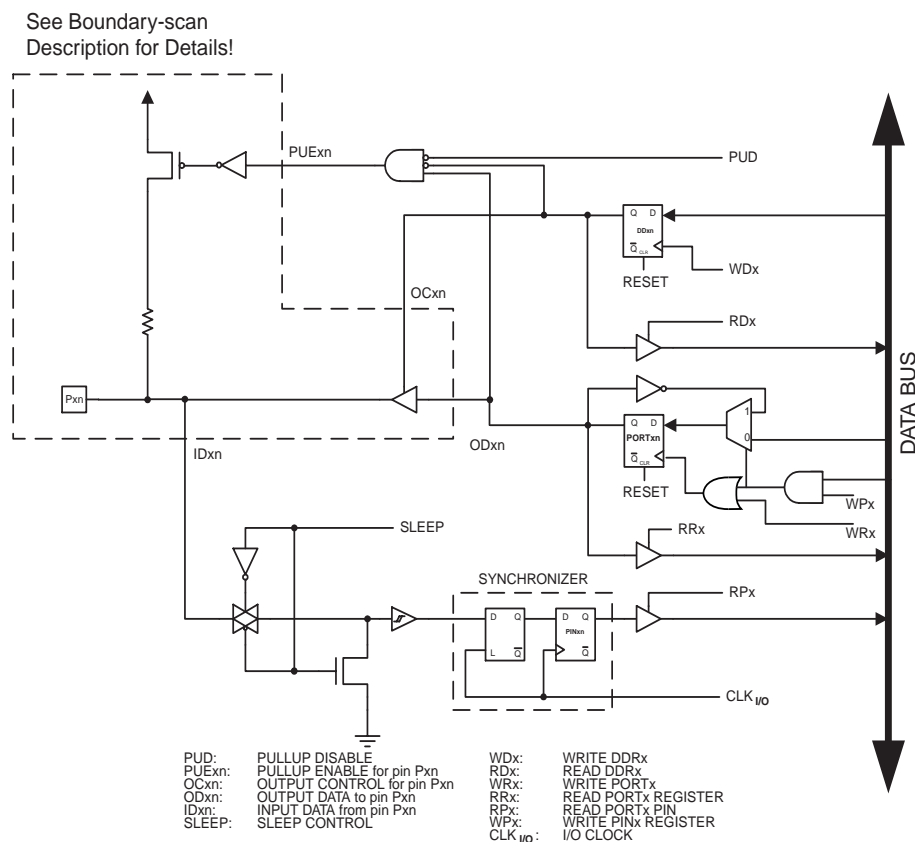 See Boundary-scan
Description for Details!
PUExn
PUD
Q D
DDxn
Q CLR
RESET
WDx
OCxn
RDx
Pxn
ODxn
IDxn
1
0
Q D
PORTxn
Q CLR
RESET
WPx
WRx
RRx
SLEEP
SYNCHRONIZER
RPx
D Q
L Q
D Q
PINxn
Q
CLK I/O
DATA BUS
PUD: PULLUP DISABLE
PUExn: PULLUP ENABLE for pin Pxn
OCxn: OUTPUT CONTROL for pin Pxn
ODxn: OUTPUT DATA to pin Pxn
IDxn: INPUT DATA from pin Pxn
SLEEP: SLEEP CONTROL
WDx: WRITE DDRx
RDx: READ DDRx
WRx: WRITE PORTx
RRx: READ PORTx REGISTER
RPx: READ PORTx PIN
WPx: WRITE PINx REGISTER
CLK I/O: I/O CLOCK